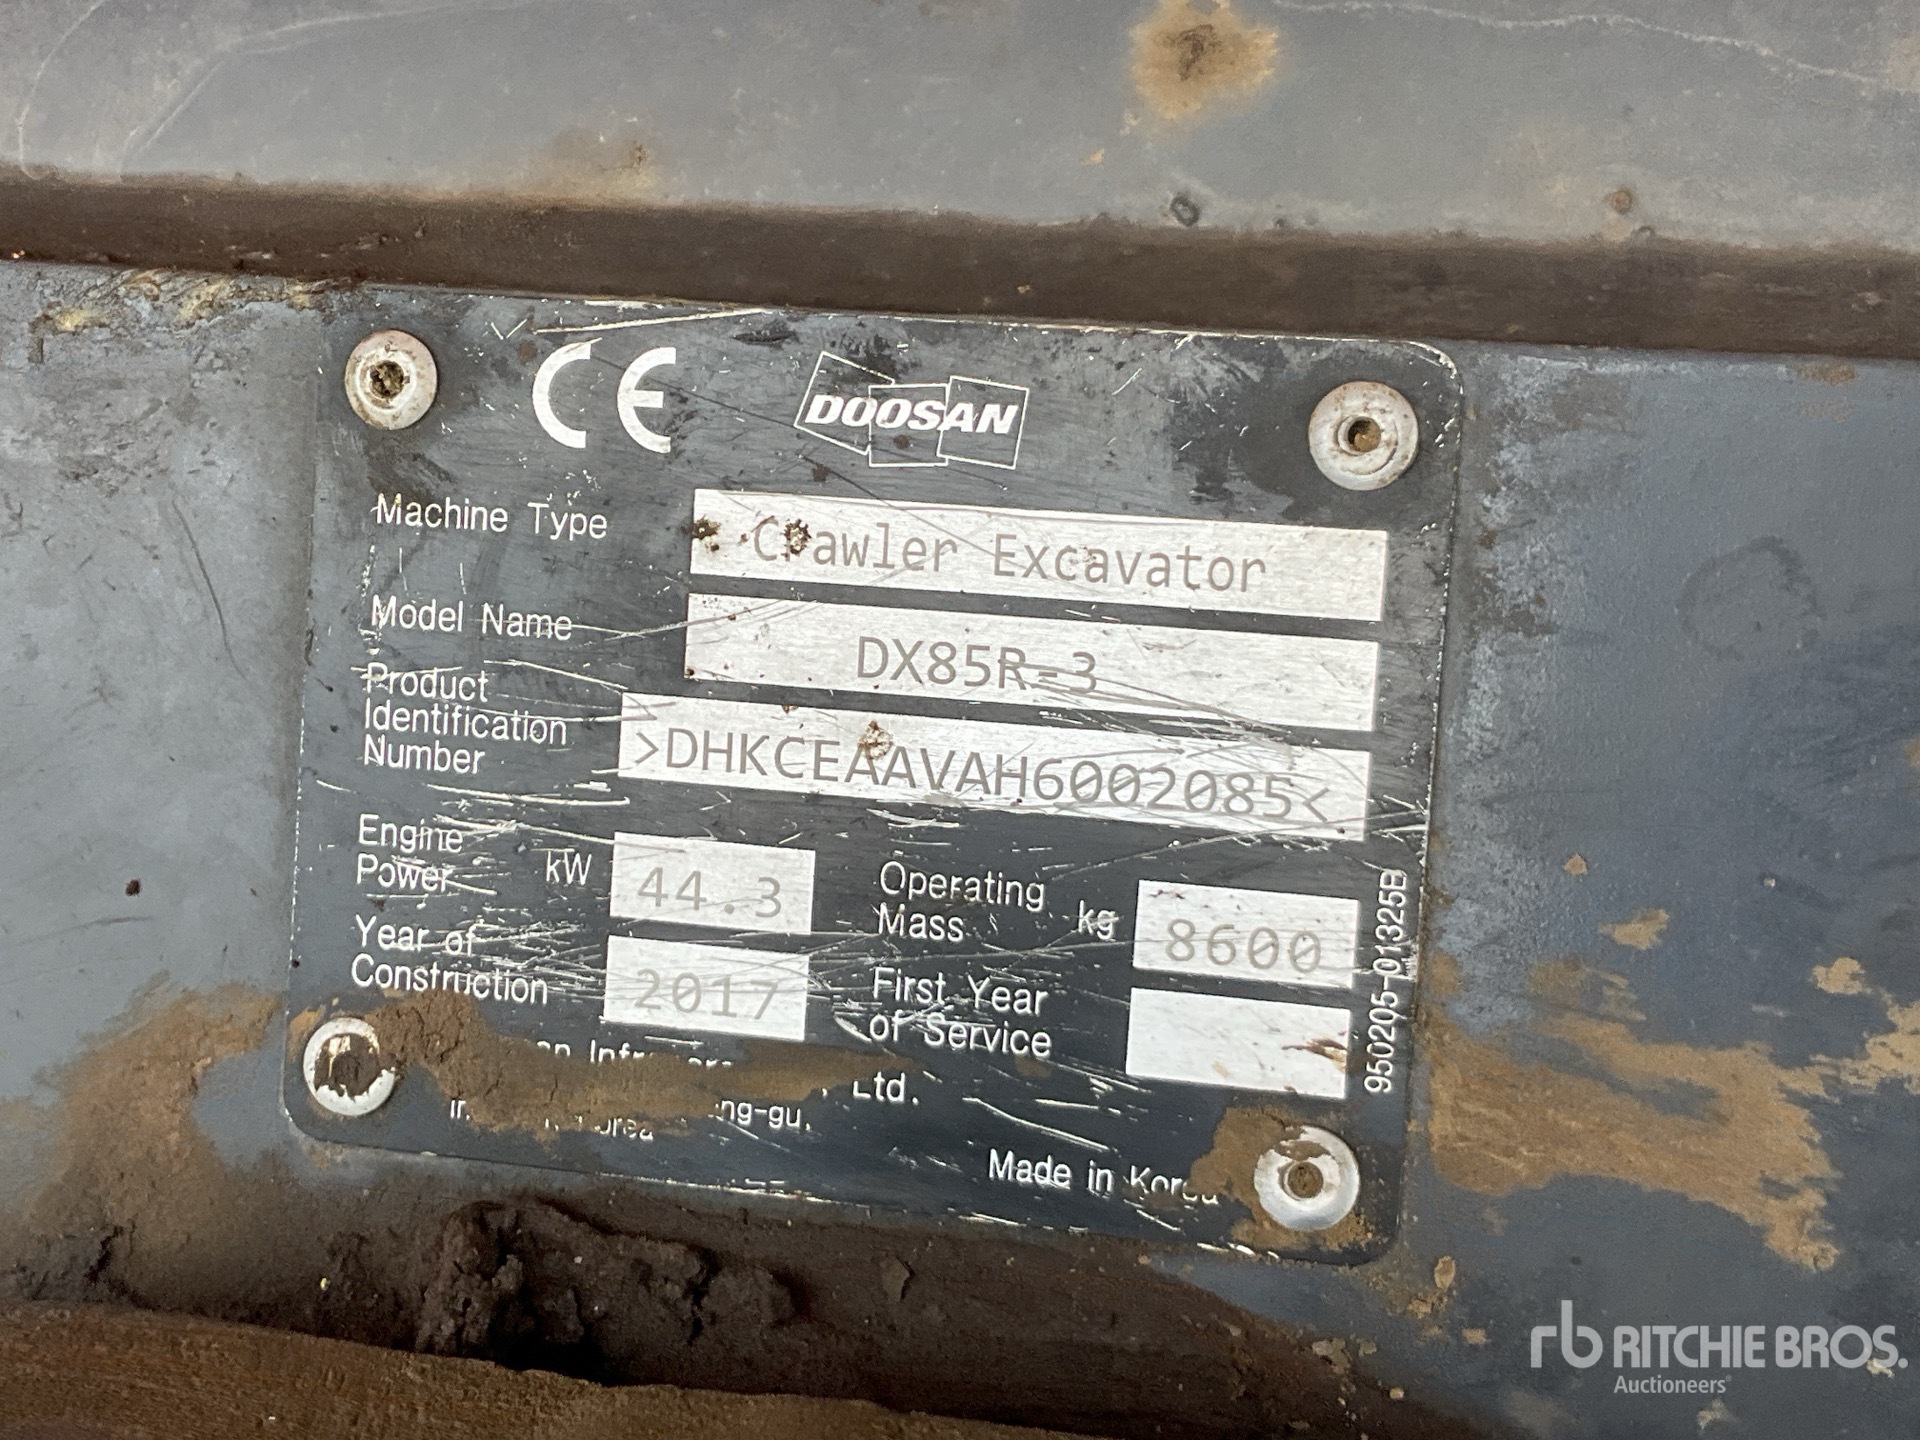 CE DOOSAN
Machine Type Crawler Excavator
Model Name DX85R-3
Product
Identification
Number >DHKCEAAVAH6002085<
Engine
Power kW 44.3
Operating
Mass kg 8600
Year of
Construction 2017
First Year
of Service
Ltd.
Made in Korea
950205-01325B
rb RITCHIE BROS.
Auctioneers